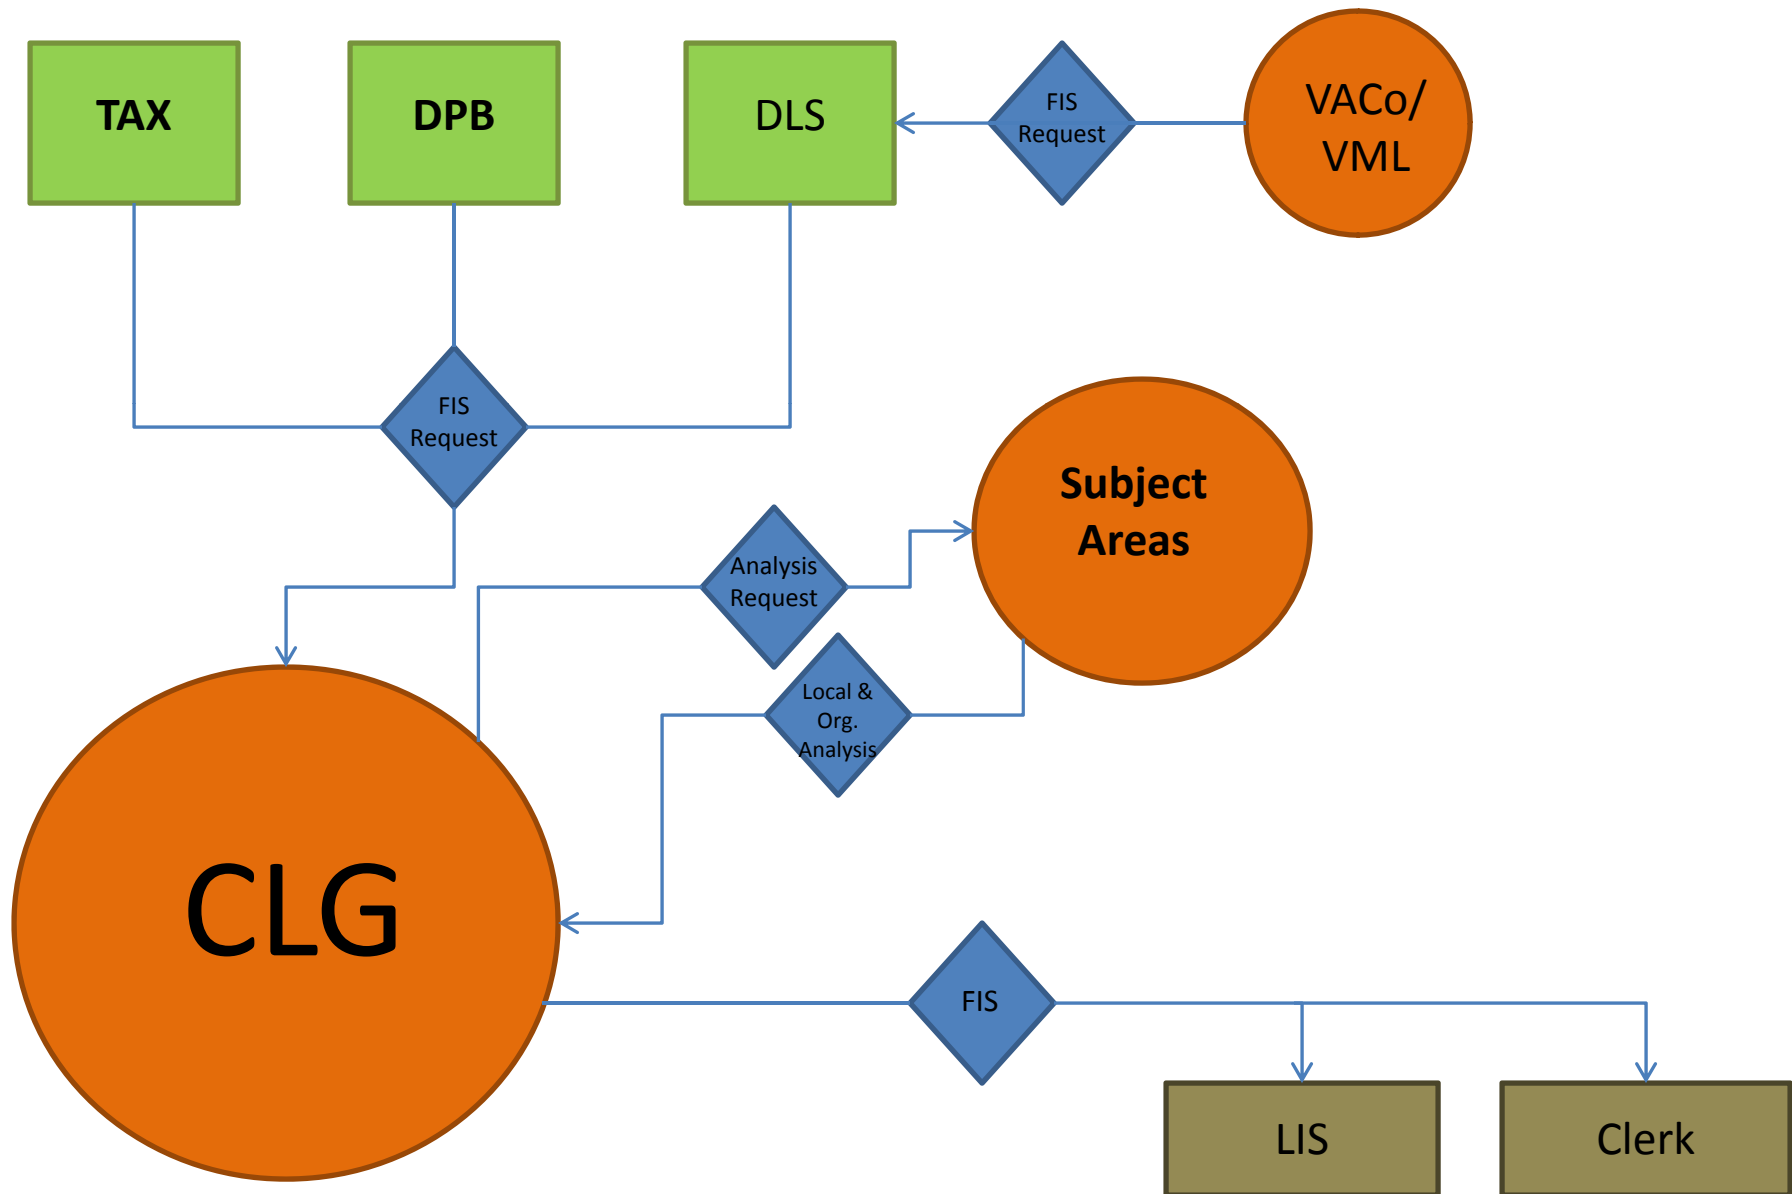 TAX
DPB
DLS
FIS
Request
VACo/
VML
FIS
Request
Subject
Areas
Analysis
Request
Local &
Org.
Analysis
CLG
FIS
LIS
Clerk